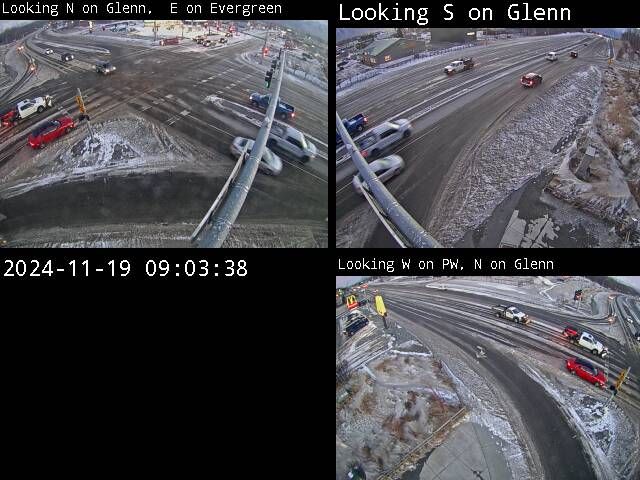 Looking N on Glenn,  E on Evergreen
Looking S on Glenn
2024-11-19 09:03:38
Looking W on PW, N on Glenn